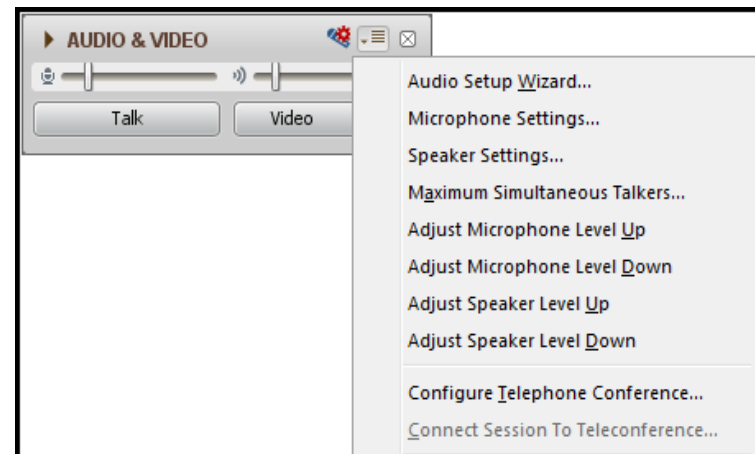 AUDIO & VIDEO
Talk
Video
Audio Setup Wizard...
Microphone Settings...
Speaker Settings...
Maximum Simultaneous Talkers...
Adjust Microphone Level Up
Adjust Microphone Level Down
Adjust Speaker Level Up
Adjust Speaker Level Down
Configure Telephone Conference...
Connect Session To Teleconference...